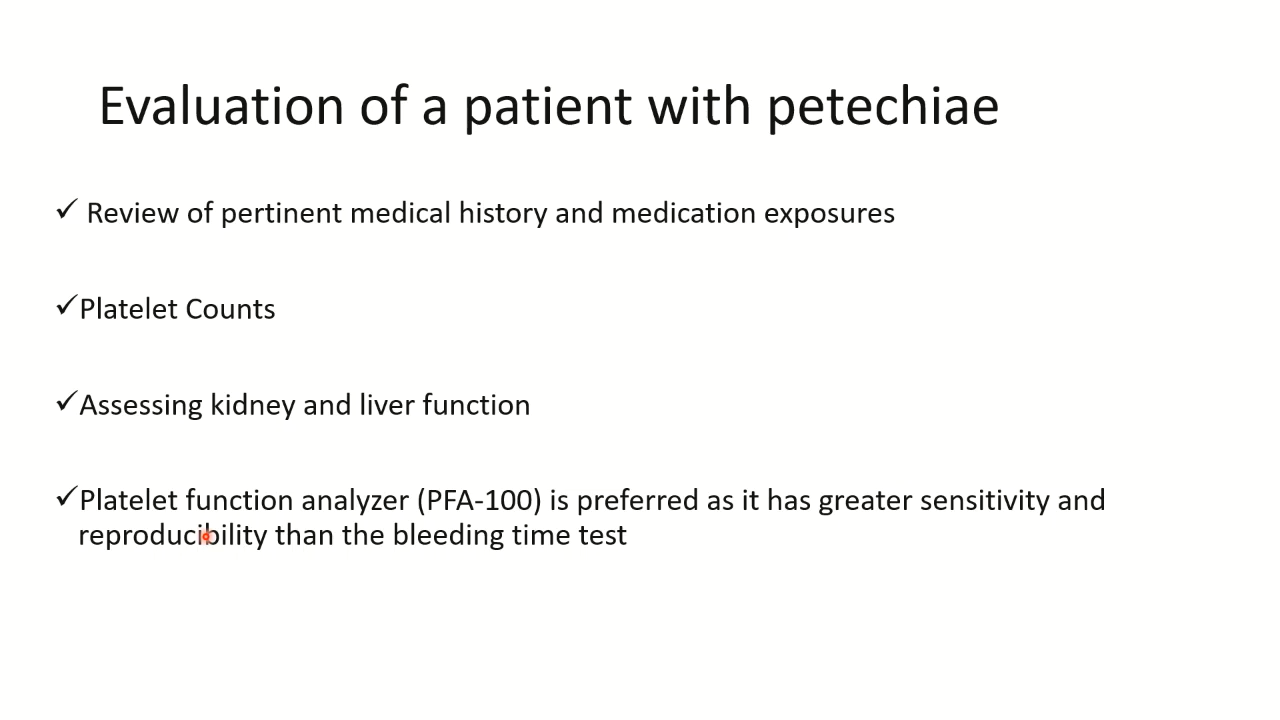 Evaluation of a patient with petechiae
✓ Review of pertinent medical history and medication exposures
✓Platelet Counts
✓Assessing kidney and liver function
✓Platelet function analyzer (PFA-100) is preferred as it has greater sensitivity and
reproducibility than the bleeding time test